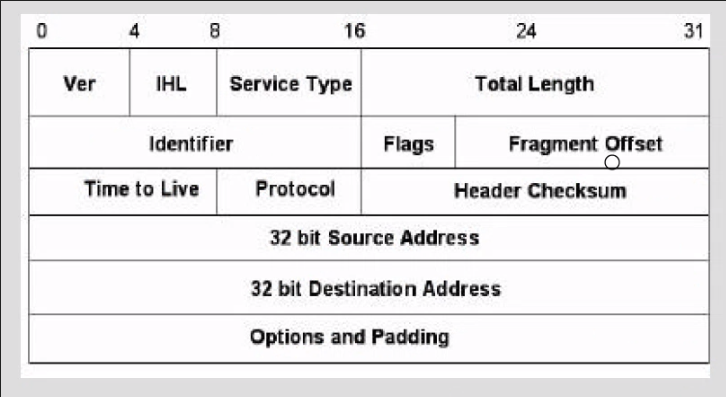 0 4 8 16 24 31
Ver IHL Service Type Total Length
Identifier Flags Fragment Offset
Time to Live Protocol Header Checksum
32 bit Source Address
32 bit Destination Address
Options and Padding